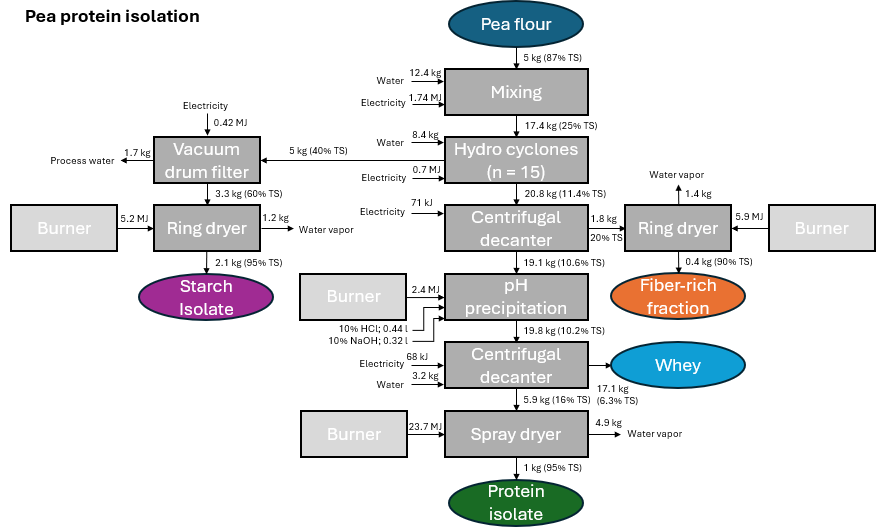 Pea protein isolation
Pea flour
5 kg (87% TS)
Water
12.4 kg
Electricity
1.74 MJ
Mixing
17.4 kg (25% TS)
Electricity
0.42 MJ
Water
8.4 kg
Electricity
0.7 MJ
Hydro cyclones
(n = 15)
5 kg (40% TS)
Vacuum
drum filter
1.7 kg
Process water
3.3 kg (60% TS)
20.8 kg (11.4% TS)
Burner
5.2 MJ
Ring dryer
1.2 kg
Water vapor
2.1 kg (95% TS)
Starch
Isolate
Electricity
71 kJ
Centrifugal
decanter
1.8 kg
20% TS
Water vapor
1.4 kg
Ring dryer
5.9 MJ
Burner
0.4 kg (90% TS)
Fiber-rich
fraction
19.1 kg (10.6% TS)
Burner
2.4 MJ
10% HCl; 0.44 l
10% NaOH; 0.32 l
pH
precipitation
19.8 kg (10.2% TS)
Electricity
68 kJ
Water
3.2 kg
Centrifugal
decanter
Whey
17.1 kg
(6.3% TS)
5.9 kg (16% TS)
Burner
23.7 MJ
Spray dryer
4.9 kg
Water vapor
1 kg (95% TS)
Protein
isolate